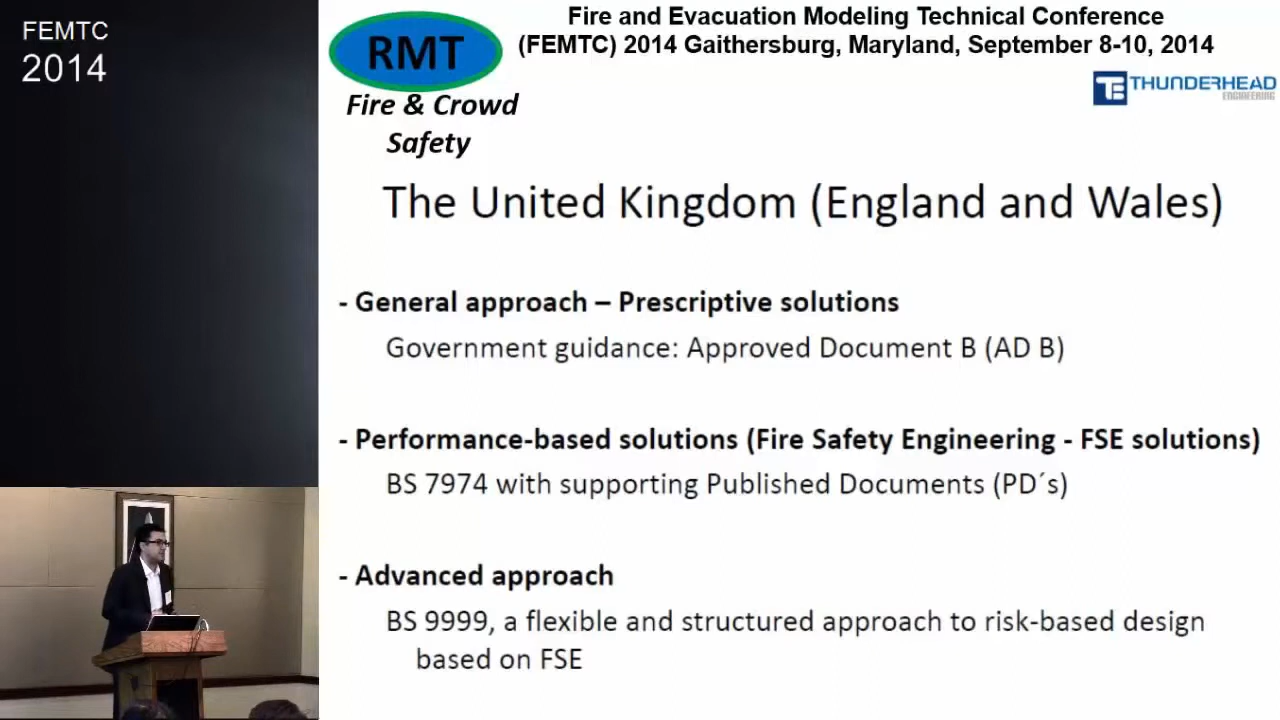 FEMTC
2014
RMT
Fire & Crowd
Safety
Fire and Evacuation Modeling Technical Conference
(FEMTC) 2014 Gaithersburg, Maryland, September 8-10, 2014
THUNDERHEAD
ENGINEERING
The United Kingdom (England and Wales)
- General approach – Prescriptive solutions
Government guidance: Approved Document B (AD B)
- Performance-based solutions (Fire Safety Engineering - FSE solutions)
BS 7974 with supporting Published Documents (PD´s)
- Advanced approach
BS 9999, a flexible and structured approach to risk-based design
based on FSE